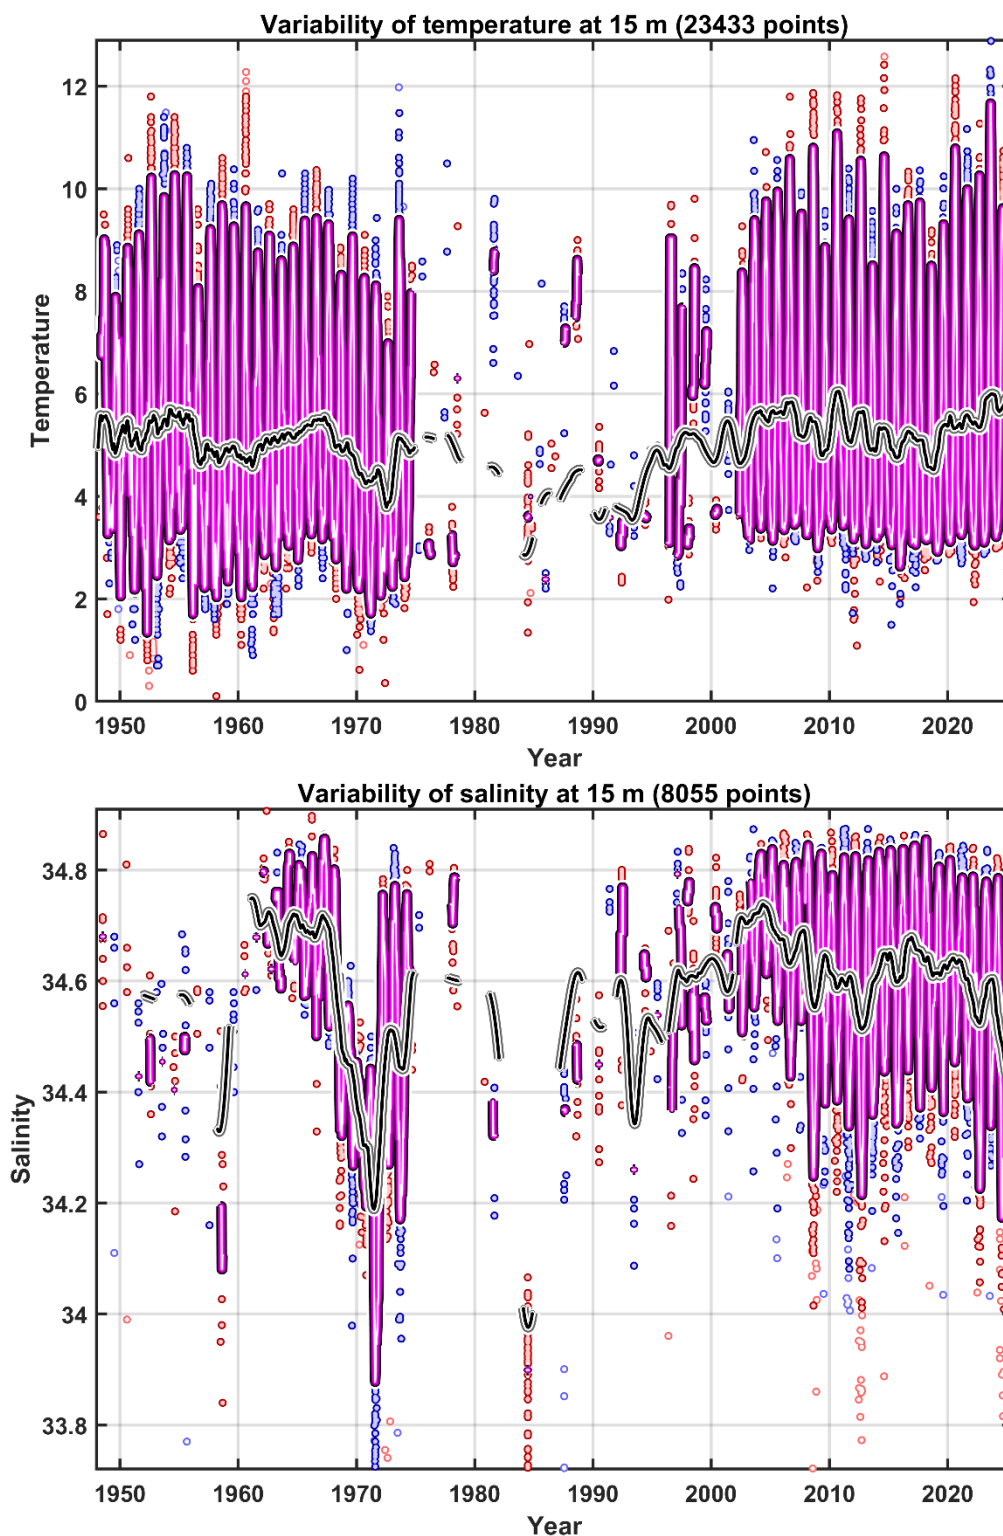 Variability of temperature at 15 m (23433 points)
12
10
8
6
4
2
0
Temperature
1950 1960 1970 1980 1990 2000 2010 2020
Year
Variability of salinity at 15 m (8055 points)
34.8
34.6
34.4
34.2
34
33.8
Salinity
1950 1960 1970 1980 1990 2000 2010 2020
Year